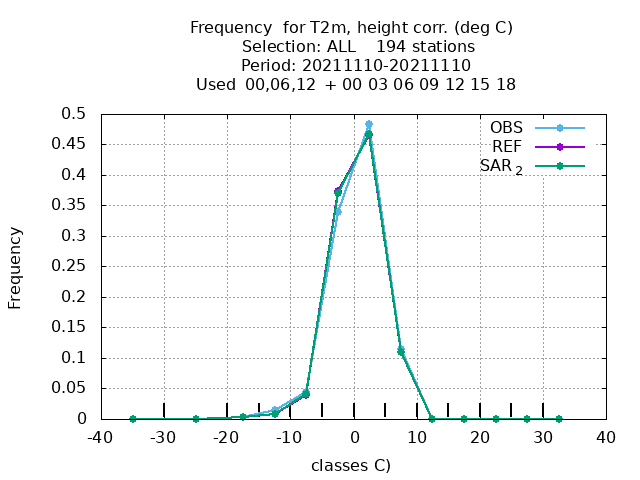 Frequency  for T2m, height corr. (deg C)
Selection: ALL    194 stations
Period: 20211110-20211110
Used  00,06,12  + 00 03 06 09 12 15 18
0.5
0.45
0.4
0.35
0.3
0.25
0.2
0.15
0.1
0.05
0
Frequency
OBS
REF
SAR 2
-40 -30 -20 -10 0 10 20 30 40
classes C)